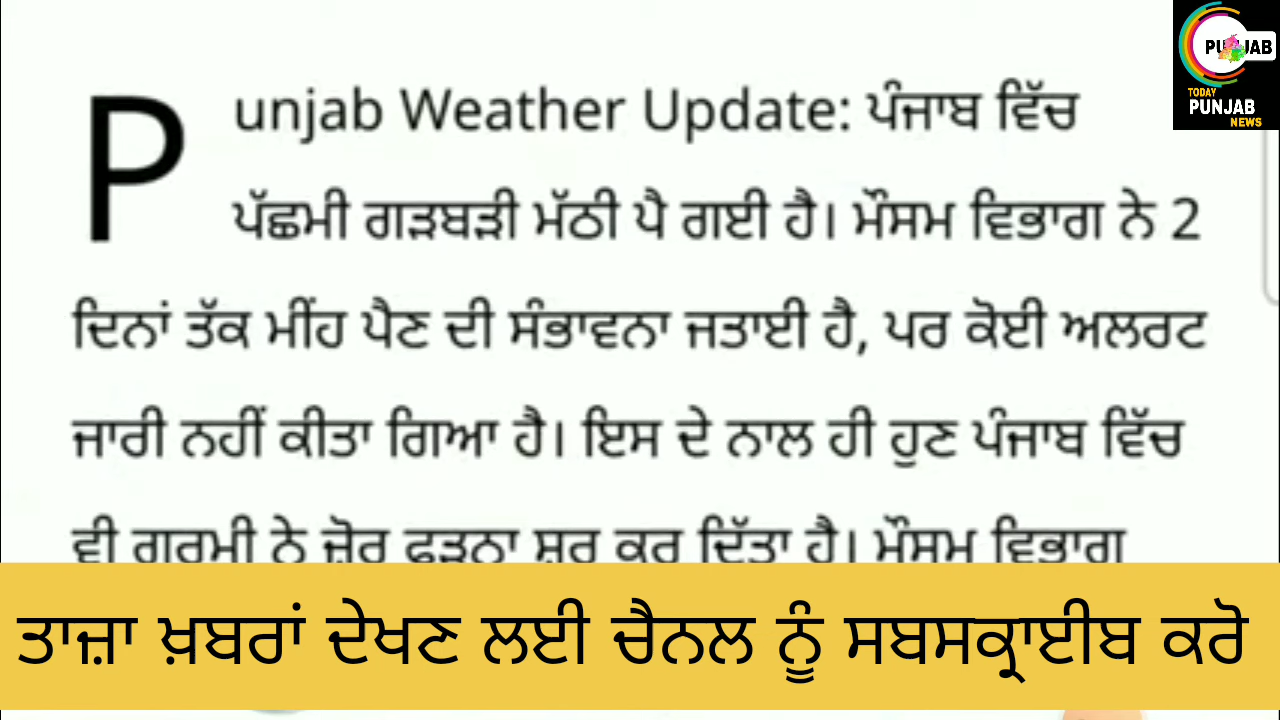 PUNJAB
TODAY
PUNJAB
NEWS
Punjab Weather Update: ਪੰਜਾਬ ਵਿੱਚ
ਪੱਛਮੀ ਗੜਬੜੀ ਮੱਠੀ ਪੈ ਗਈ ਹੈ। ਮੌਸਮ ਵਿਭਾਗ ਨੇ 2
ਦਿਨਾਂ ਤੱਕ ਮੀਂਹ ਪੈਣ ਦੀ ਸੰਭਾਵਨਾ ਜਤਾਈ ਹੈ, ਪਰ ਕੋਈ ਅਲਰਟ
ਜਾਰੀ ਨਹੀਂ ਕੀਤਾ ਗਿਆ ਹੈ। ਇਸ ਦੇ ਨਾਲ ਹੀ ਹੁਣ ਪੰਜਾਬ ਵਿੱਚ
ਵੀ ਗਰਮੀ ਨੇ ਜ਼ੋਰ ਫੜਨਾ ਸ਼ੁਰੂ ਕਰ ਦਿੱਤਾ ਹੈ। ਮੌਸਮ ਵਿਭਾਗ
ਤਾਜ਼ਾ ਖ਼ਬਰਾਂ ਦੇਖਣ ਲਈ ਚੈਨਲ ਨੂੰ ਸਬਸਕ੍ਰਾਈਬ ਕਰੋ